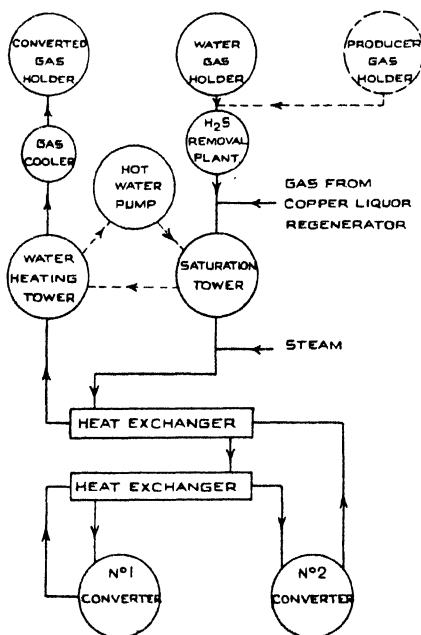 CONVERTED
GAS
HOLDER
WATER
GAS
HOLDER
PRODUCER
GAS
HOLDER
GAS
COOLER
H2S
REMOVAL
PLANT
HOT
WATER
PUMP
GAS FROM
COPPER LIQUOR
REGENERATOR
WATER
HEATING
TOWER
SATURATION
TOWER
STEAM
HEAT EXCHANGER
HEAT EXCHANGER
Nº1
CONVERTER
Nº2
CONVERTER